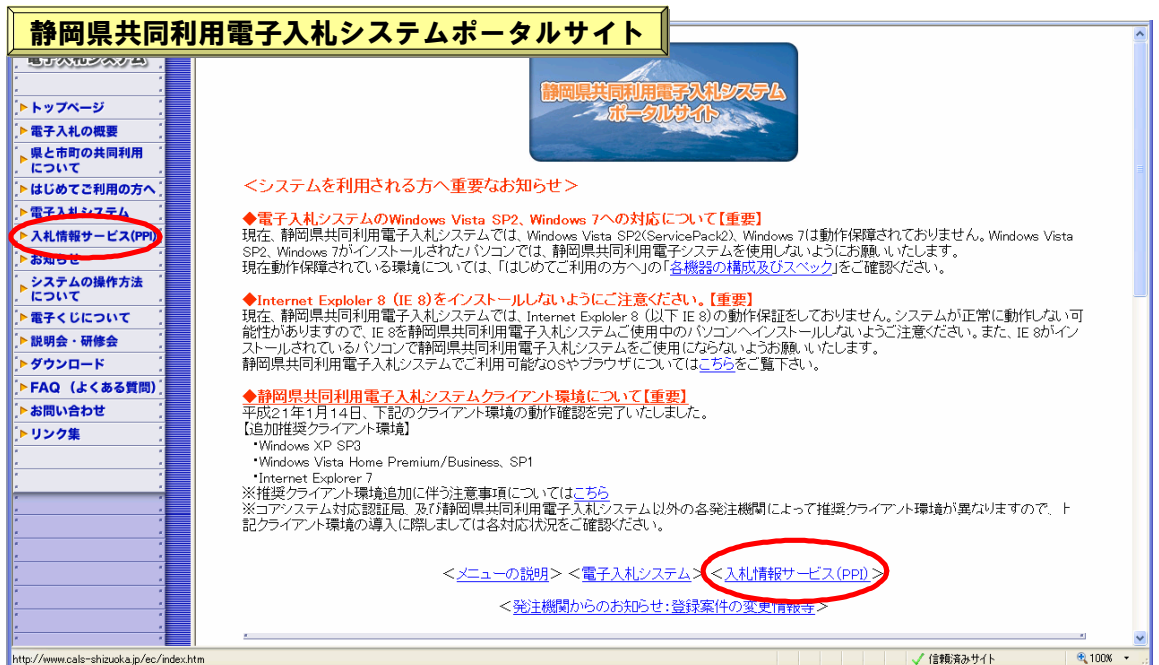 静岡県共同利用電子入札システムポータルサイト
電子入札システム
トップページ
電子入札の概要
県と市町の共同利用
について
はじめてご利用の方へ
電子入札システム
入札情報サービス(PPI)
お知らせ
システムの操作方法
について
電子くじについて
説明会・研修会
ダウンロード
FAQ（よくある質問）
お問い合わせ
リンク集
静岡県共同利用電子入札システム
ポータルサイト
＜システムを利用される方へ重要なお知らせ＞
◆電子入札システムのWindows Vista SP2、Windows 7への対応について【重要】
現在、静岡県共同利用電子入札システムでは、Windows Vista SP2(ServicePack2)、Windows 7は動作保障されておりません。Windows Vista
SP2、Windows 7がインストールされたパソコンでは、静岡県共同利用電子システムを使用しないようにお願いいたします。
現在動作保障されている環境については、「はじめてご利用の方へ」の「各機器の構成及びスペック」をご確認ください。
◆Internet Exploler 8（IE 8）をインストールしないようにご注意ください。【重要】
現在、静岡県共同利用電子入札システムでは、Internet Exploler 8（以下 IE 8）の動作保証をしておりません。システムが正常に動作しない可
能性がありますので、IE 8を静岡県共同利用電子入札システムご使用中のパソコンへインストールしないようご注意ください。また、IE 8がイン
ストールされているパソコンで静岡県共同利用電子入札システムをご使用にならないようお願いいたします。
静岡県共同利用電子入札システムでご利用可能なOSやブラウザについてはこちらをご覧下さい。
◆静岡県共同利用電子入札システムクライアント環境について【重要】
平成21年1月14日、下記のクライアント環境の動作確認を完了いたしました。
【追加推奨クライアント環境】
・Windows XP SP3
・Windows Vista Home Premium/Business、SP1
・Internet Explorer 7
※推奨クライアント環境追加に伴う注意事項についてはこちら
※コアシステム対応認証局、及び静岡県共同利用電子入札システム以外の各発注機関によって推奨クライアント環境が異なりますので、上
記クライアント環境の導入に際しましては各対応状況をご確認ください。
＜メニューの説明＞＜電子入札システム＞＜入札情報サービス(PPI)＞
＜発注機関からのお知らせ：登録案件の変更情報等＞
http://www.cals-shizuoka.jp/ec/index.htm
信頼済みサイト
100%